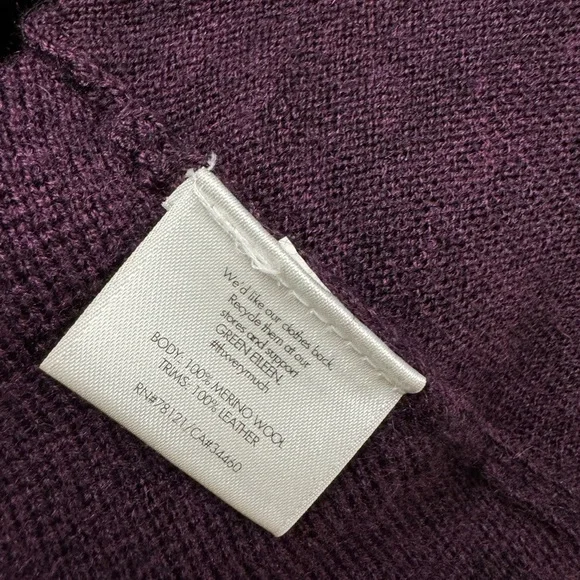 We'd like our clothes back.
Recycle them at our
stores and support
GREEN EILEEN.
#thxverymuch
BODY: 100% MERINO WOOL
TRIMS: 100% LEATHER
RN#78121/CA#34460